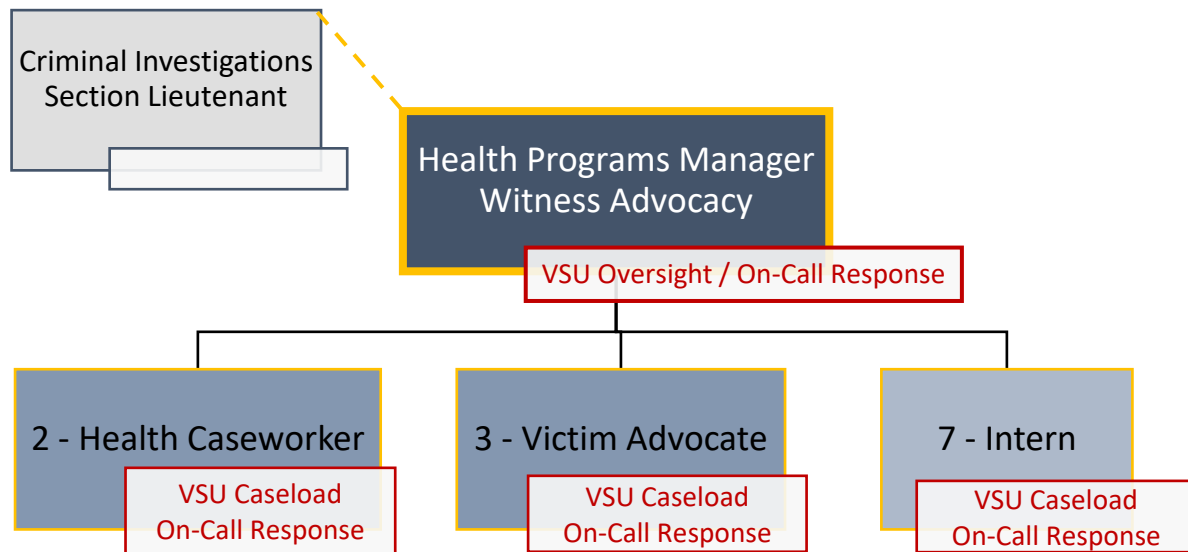 Criminal Investigations
Section Lieutenant
Health Programs Manager
Witness Advocacy
VSU Oversight / On-Call Response
2 - Health Caseworker
VSU Caseload
On-Call Response
3 - Victim Advocate
VSU Caseload
On-Call Response
7 - Intern
VSU Caseload
On-Call Response